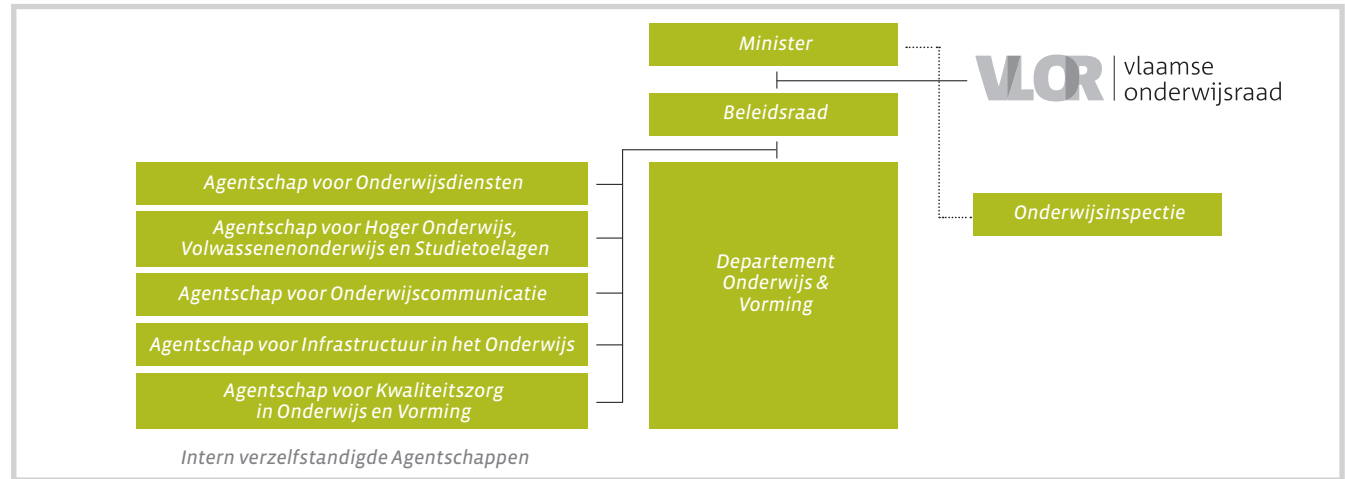 Minister
VLOR
vlaamse
onderwijsraad
Beleidsraad
Agentschap voor Onderwijsdiensten
Agentschap voor Hoger Onderwijs,
Volwassenenonderwijs en Studietoelagen
Agentschap voor Onderwijscommunicatie
Agentschap voor Infrastructuur in het Onderwijs
Agentschap voor Kwaliteitszorg
in Onderwijs en Vorming
Intern verzelfstandigde Agentschappen
Departement
Onderwijs &
Vorming
Onderwijsinspectie